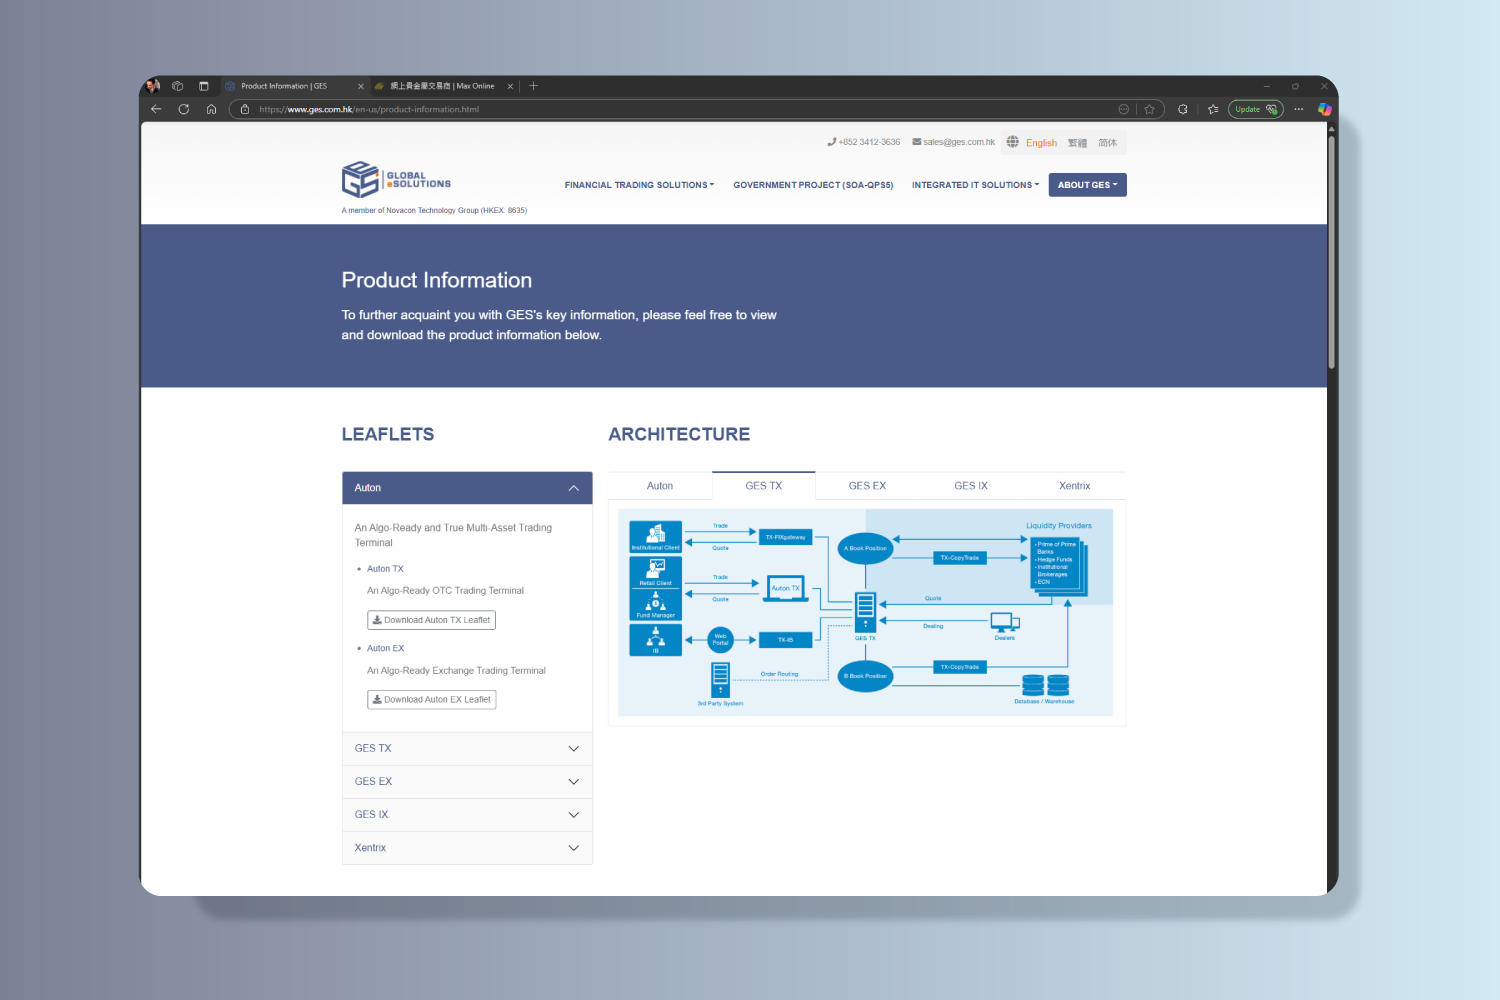 Product Information | GES
網上貴金屬交易商 | Max Online
https://www.ges.com.hk/en-us/product-information.html
Update
+852 3412-3636
sales@ges.com.hk
English
繁體
简体
GES
GLOBAL
eSOLUTIONS
A member of Novacon Technology Group (HKEX: 8635)
FINANCIAL TRADING SOLUTIONS
GOVERNMENT PROJECT (SOA-QPS5)
INTEGRATED IT SOLUTIONS
ABOUT GES
Product Information
To further acquaint you with GES's key information, please feel free to view
and download the product information below.
LEAFLETS
Auton
An Algo-Ready and True Multi-Asset Trading
Terminal
• Auton TX
An Algo-Ready OTC Trading Terminal
Download Auton TX Leaflet
• Auton EX
An Algo-Ready Exchange Trading Terminal
Download Auton EX Leaflet
GES TX
GES EX
GES IX
Xentrix
ARCHITECTURE
Auton
GES TX
GES EX
GES IX
Xentrix
Institutional Client
Trade
Quote
TX-FIXgateway
A Book Position
TX-CopyTrade
Liquidity Providers
• Prime of Prime
Banks
• Hedge Funds
• Institutional
Brokerages
• ECN
Retail Client
Fund Manager
Trade
Quote
Auton TX
Quote
Dealing
Dealers
GES TX
IB
Web
Portal
TX-IB
Order Routing
3rd Party System
B Book Position
TX-CopyTrade
Database / Warehouse